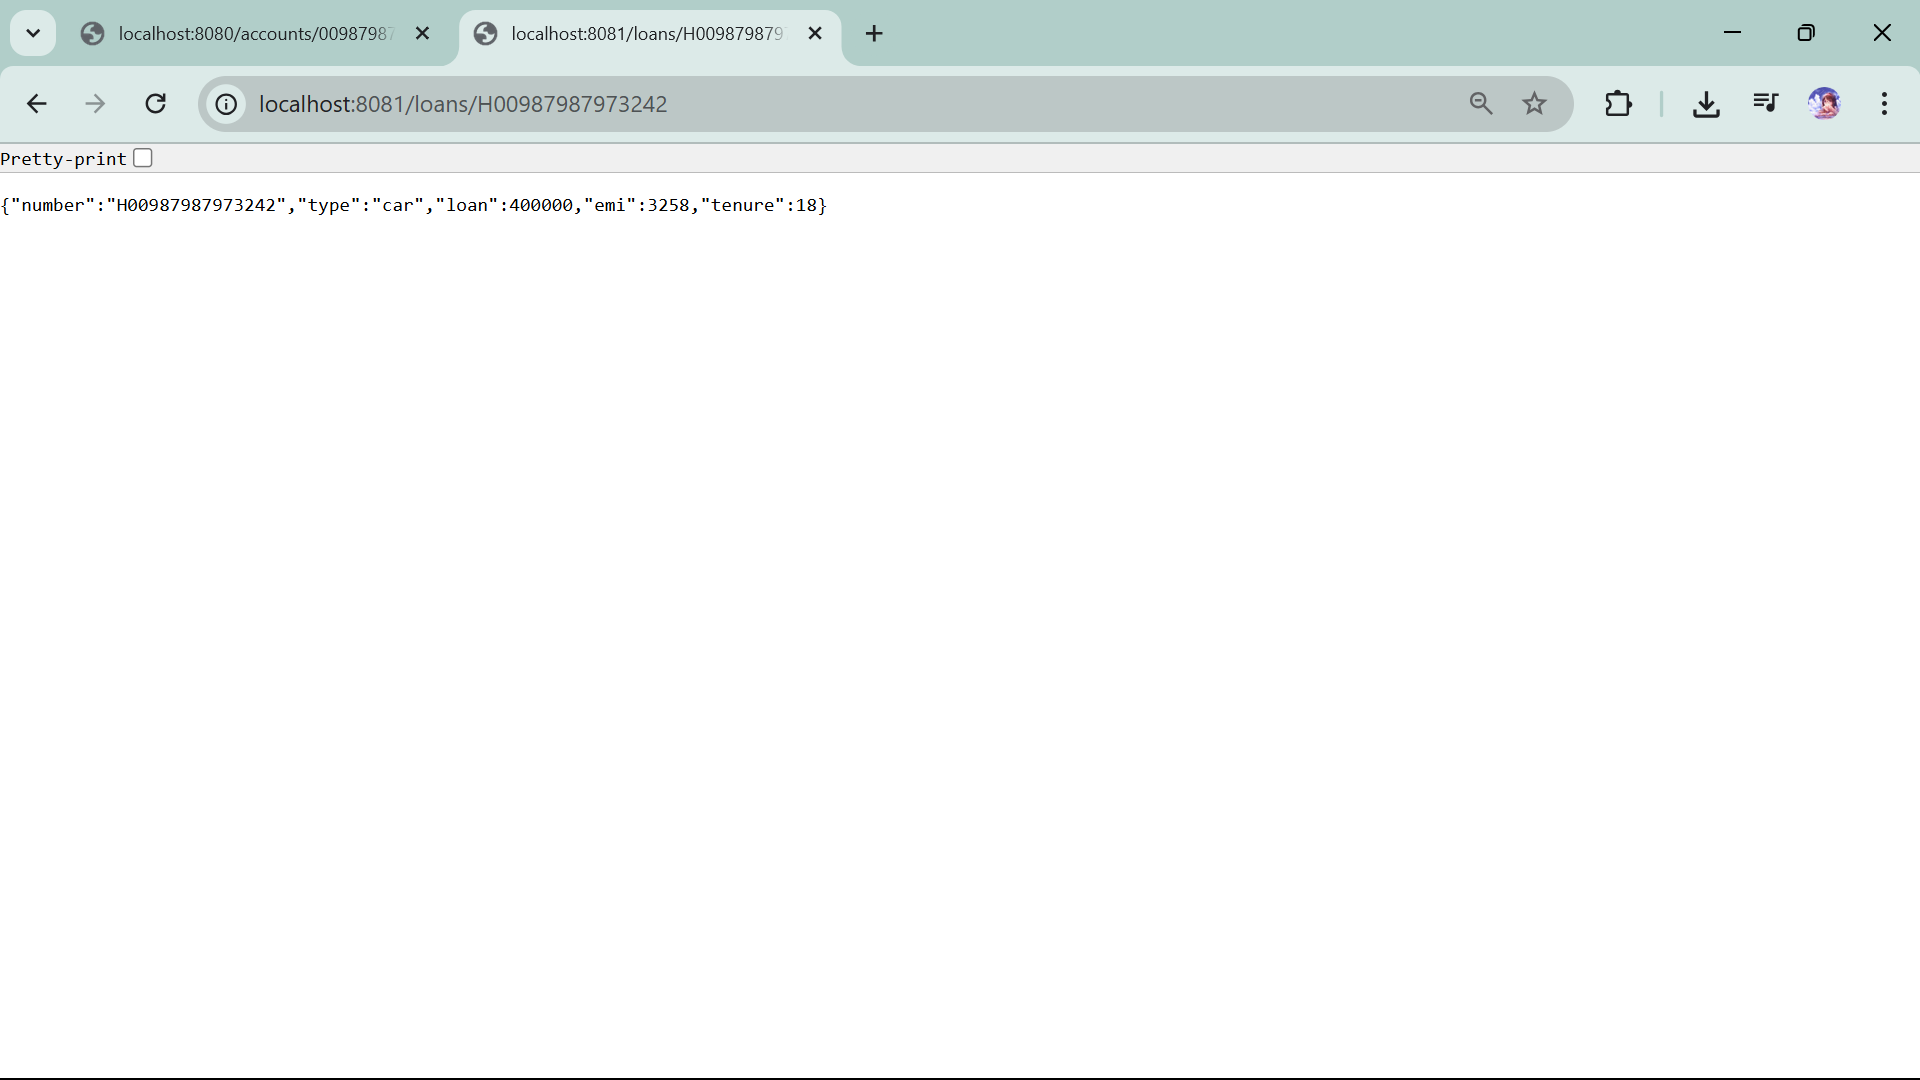 localhost:8080/accounts/00987987
localhost:8081/loans/H009879879
localhost:8081/loans/H00987987973242
Pretty-print
{"number":"H00987987973242","type":"car","loan":400000,"emi":3258,"tenure":18}